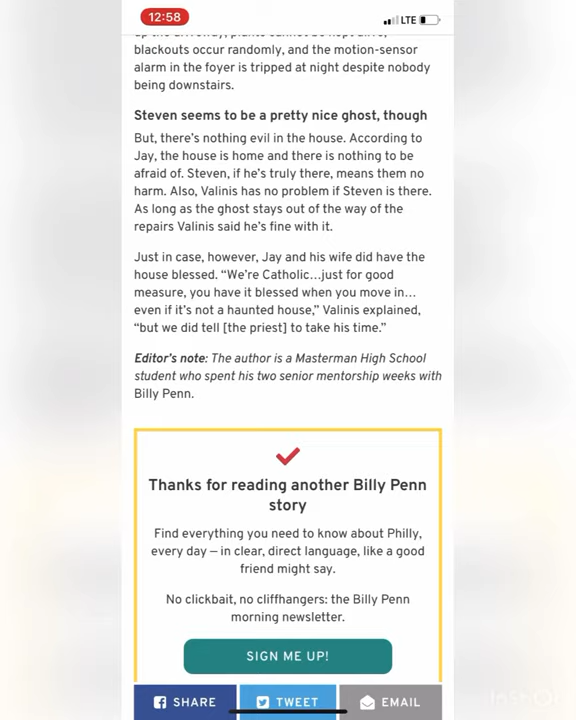 12:58
LTE
blackouts occur randomly, and the motion-sensor
alarm in the foyer is tripped at night despite nobody
being downstairs.
Steven seems to be a pretty nice ghost, though
But, there's nothing evil in the house. According to
Jay, the house is home and there is nothing to be
afraid of. Steven, if he's truly there, means them no
harm. Also, Valinis has no problem if Steven is there.
As long as the ghost stays out of the way of the
repairs Valinis said he's fine with it.
Just in case, however, Jay and his wife did have the
house blessed. “We're Catholic…just for good
measure, you have it blessed when you move in…
even if it's not a haunted house,” Valinis explained,
“but we did tell [the priest] to take his time.”
Editor's note: The author is a Masterman High School
student who spent his two senior mentorship weeks with
Billy Penn.
Thanks for reading another Billy Penn
story
Find everything you need to know about Philly,
every day — in clear, direct language, like a good
friend might say.
No clickbait, no cliffhangers: the Billy Penn
morning newsletter.
SIGN ME UP!
SHARE TWEET EMAIL
InShOt